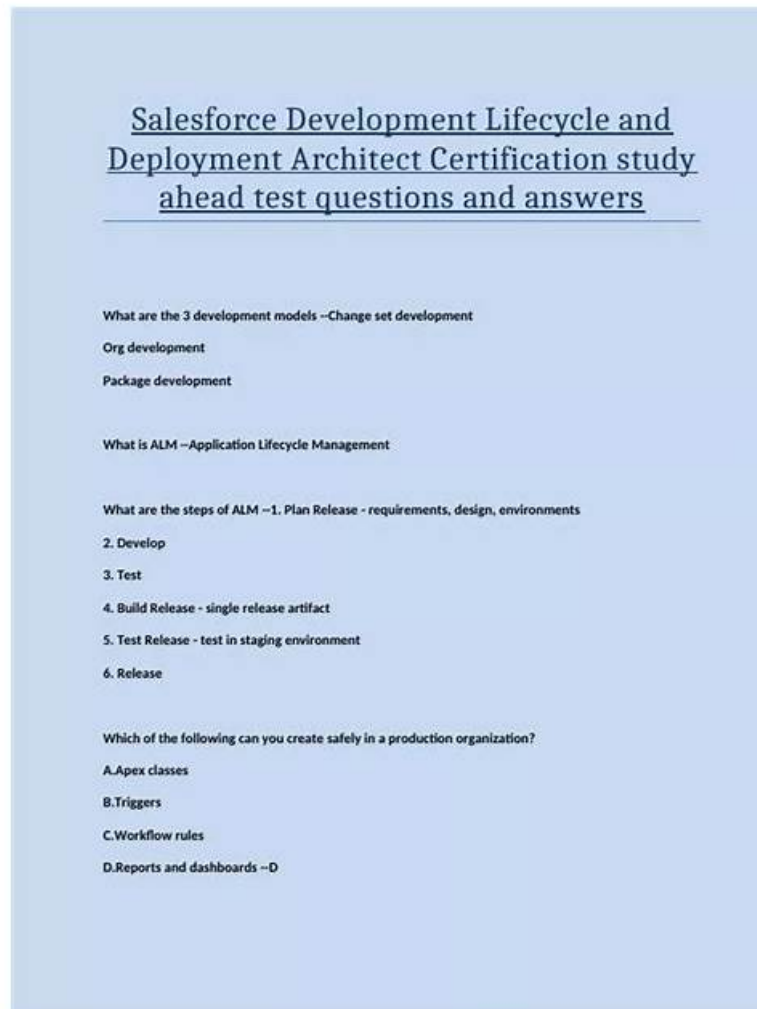 Salesforce Development Lifecycle and
Deployment Architect Certification study
ahead test questions and answers
What are the 3 development models --Change set development
Org development
Package development
What is ALM --Application Lifecycle Management
What are the steps of ALM --1. Plan Release - requirements, design, environments
2. Develop
3. Test
4. Build Release - single release artifact
5. Test Release - test in staging environment
6. Release
Which of the following can you create safely in a production organization?
A.Apex classes
B.Triggers
C.Workflow rules
D.Reports and dashboards --D